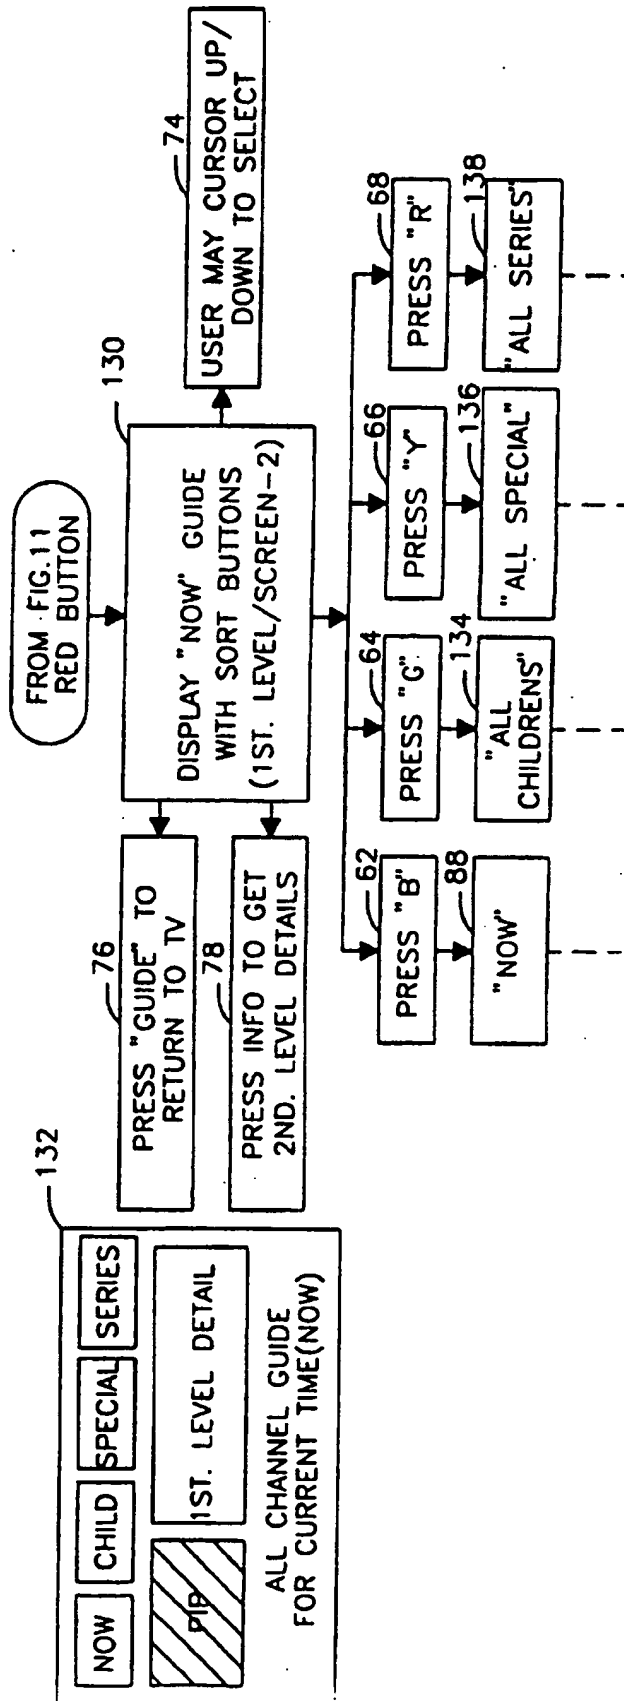 FROM FIG.11
RED BUTTON
130
DISPLAY "NOW" GUIDE
WITH SORT BUTTONS
(1ST. LEVEL/SCREEN-2)
74
USER MAY CURSOR UP/
DOWN TO SELECT
76
PRESS "GUIDE" TO
RETURN TO TV
78
PRESS INFO TO GET
2ND. LEVEL DETAILS
132
NOW
CHILD
SPECIAL
SERIES
PIP
1ST. LEVEL DETAIL
ALL CHANNEL GUIDE
FOR CURRENT TIME(NOW)
62
PRESS "B"
88
"NOW"
64
PRESS "G"
134
"ALL
CHILDRENS"
66
PRESS "Y"
136
"ALL SPECIAL"
68
PRESS "R"
138
"ALL SERIES"